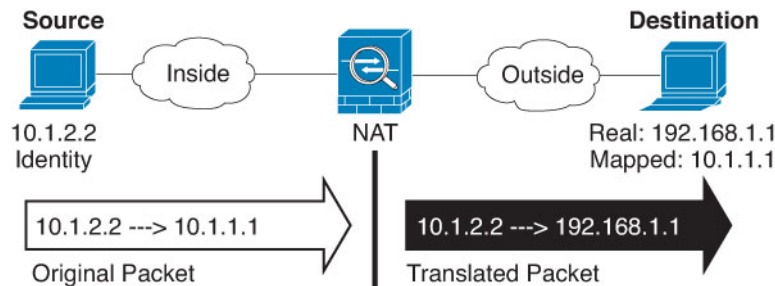 Source
Destination
Inside
Outside
10.1.2.2
Identity
NAT
Real: 192.168.1.1
Mapped: 10.1.1.1
10.1.2.2 ---> 10.1.1.1
10.1.2.2 ---> 192.168.1.1
Original Packet
Translated Packet